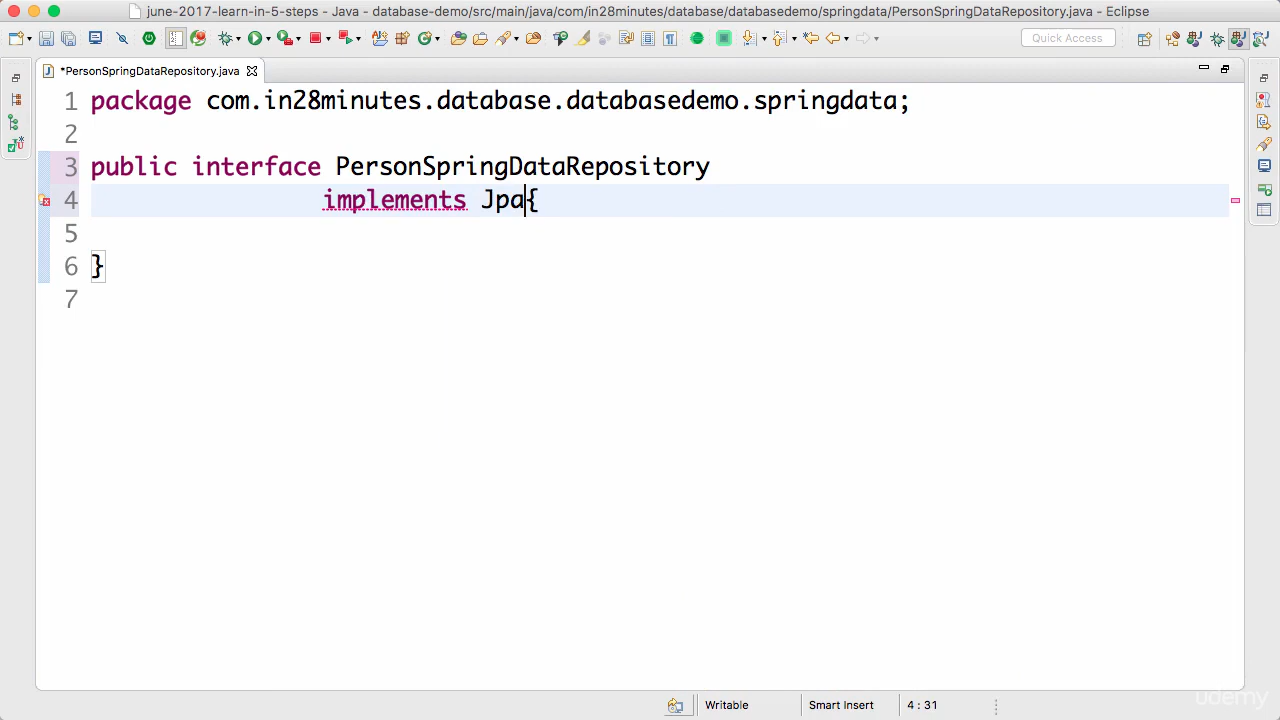 june-2017-learn-in-5-steps - Java - database-demo/src/main/java/com/in28minutes/database/databasedemo/springdata/PersonSpringDataRepository.java - Eclipse
Quick Access
*PersonSpringDataRepository.java
1 package com.in28minutes.database.databasedemo.springdata;
2
3 public interface PersonSpringDataRepository
4 implements Jpa{
5
6 }
7
Writable Smart Insert 4 : 31
udemy